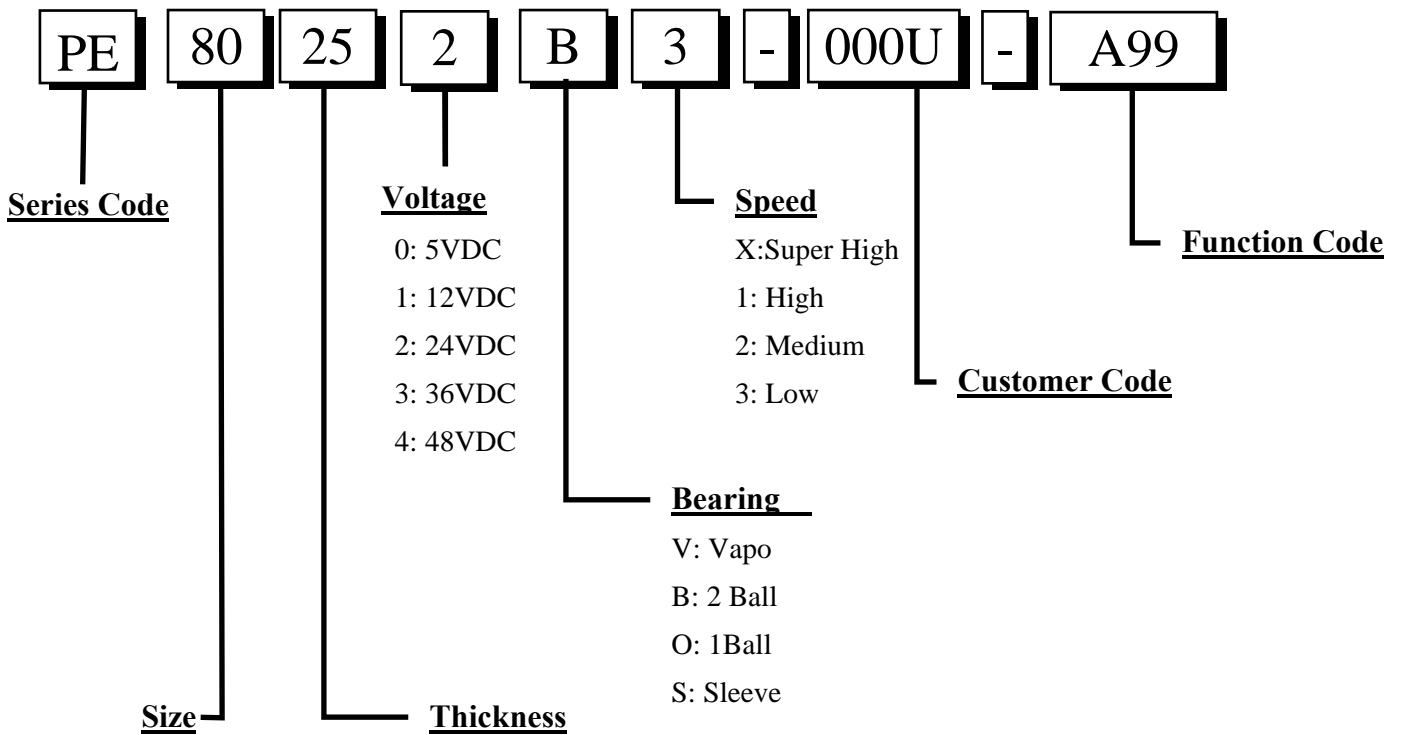 PE 80 25 2 B 3 - 000U - A99
Series Code
Voltage
0: 5VDC
1: 12VDC
2: 24VDC
3: 36VDC
4: 48VDC
Speed
X:Super High
1: High
2: Medium
3: Low
Function Code
Customer Code
Bearing
V: Vapo
B: 2 Ball
O: 1Ball
S: Sleeve
Size
Thickness